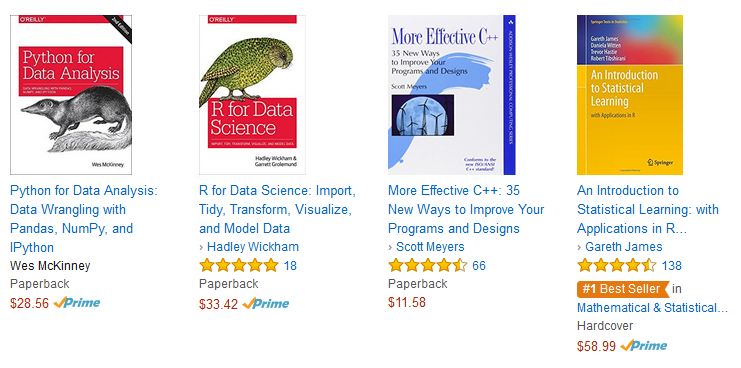 O'REILLY®
2nd Edition
Python for
Data Analysis
DATA WRANGLING WITH PANDAS,
NUMPY, AND IPYTHON
Wes McKinney
Python for Data Analysis:
Data Wrangling with
Pandas, NumPy, and
IPython
Wes McKinney
Paperback
$28.56 Prime
O'REILLY®
R for Data
Science
IMPORT, TIDY, TRANSFORM, VISUALIZE, AND MODEL DATA
Hadley Wickham &
Garrett Grolemund
R for Data Science: Import,
Tidy, Transform, Visualize,
and Model Data
› Hadley Wickham
18
Paperback
$33.42 Prime
More Effective C++
35 New Ways
to Improve Your
Programs and Designs
Scott Meyers
ADDISON-WESLEY PROFESSIONAL COMPUTING SERIES
Conforms to the
new ISO/ANSI
C++ standard!
More Effective C++: 35
New Ways to Improve Your
Programs and Designs
› Scott Meyers
66
Paperback
$11.58
Springer Texts in Statistics
Gareth James
Daniela Witten
Trevor Hastie
Robert Tibshirani
An Introduction
to Statistical
Learning
with Applications in R
Springer
An Introduction to
Statistical Learning: with
Applications in R...
› Gareth James
138
#1 Best Seller in
Mathematical & Statistical...
Hardcover
$58.99 Prime